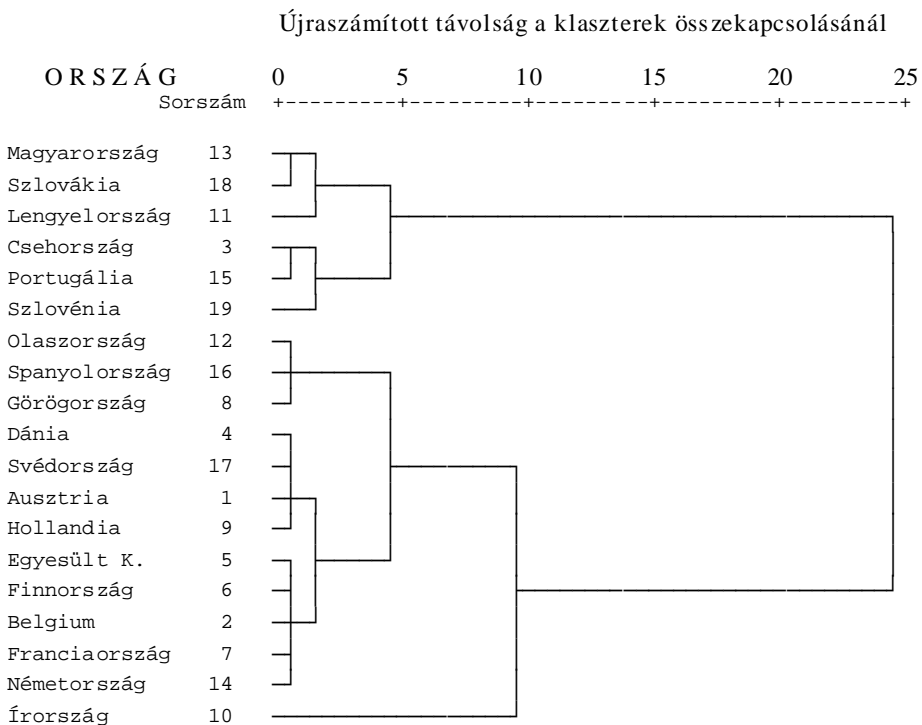 Újraszámított távolság a klaszterek összekapcsolásánál
ORSZÁG 0 5 10 15 20 25
Sorszám
Magyarország 13
Szlovákia 18
Lengyelország 11
Csehország 3
Portugália 15
Szlovénia 19
Olaszország 12
Spanyolország 16
Görögország 8
Dánia 4
Svédország 17
Ausztria 1
Hollandia 9
Egyesült K. 5
Finnország 6
Belgium 2
Franciaország 7
Németország 14
Írország 10